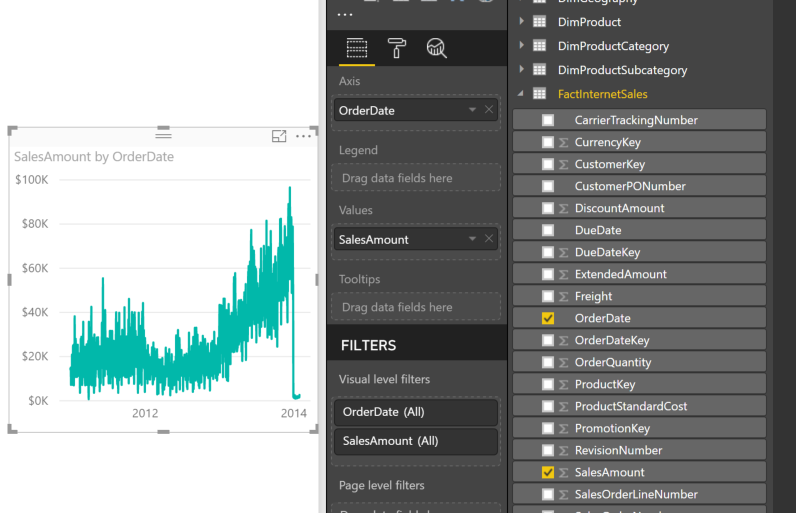 SalesAmount by OrderDate
$100K
$80K
$60K
$40K
$20K
$0K
2012
2014
Axis
OrderDate
Legend
Drag data fields here
Values
SalesAmount
Tooltips
Drag data fields here
FILTERS
Visual level filters
OrderDate (All)
SalesAmount (All)
Page level filters
DimGeography
DimProduct
DimProductCategory
DimProductSubcategory
FactInternetSales
CarrierTrackingNumber
CurrencyKey
CustomerKey
CustomerPONumber
DiscountAmount
DueDate
DueDateKey
ExtendedAmount
Freight
OrderDate
OrderDateKey
OrderQuantity
ProductKey
ProductStandardCost
PromotionKey
RevisionNumber
SalesAmount
SalesOrderLineNumber